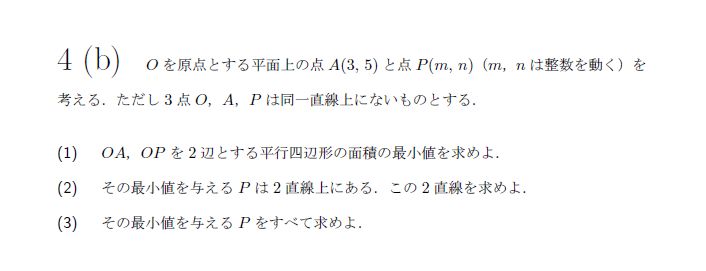 4 (b) O を原点とする平面上の点 A(3, 5) と点 P(m, n)（m，n は整数を動く）を
考える．ただし 3 点 O，A，P は同一直線上にないものとする．
(1) OA，OP を 2 辺とする平行四辺形の面積の最小値を求めよ．
(2) その最小値を与える P は 2 直線上にある．この 2 直線を求めよ．
(3) その最小値を与える P をすべて求めよ．